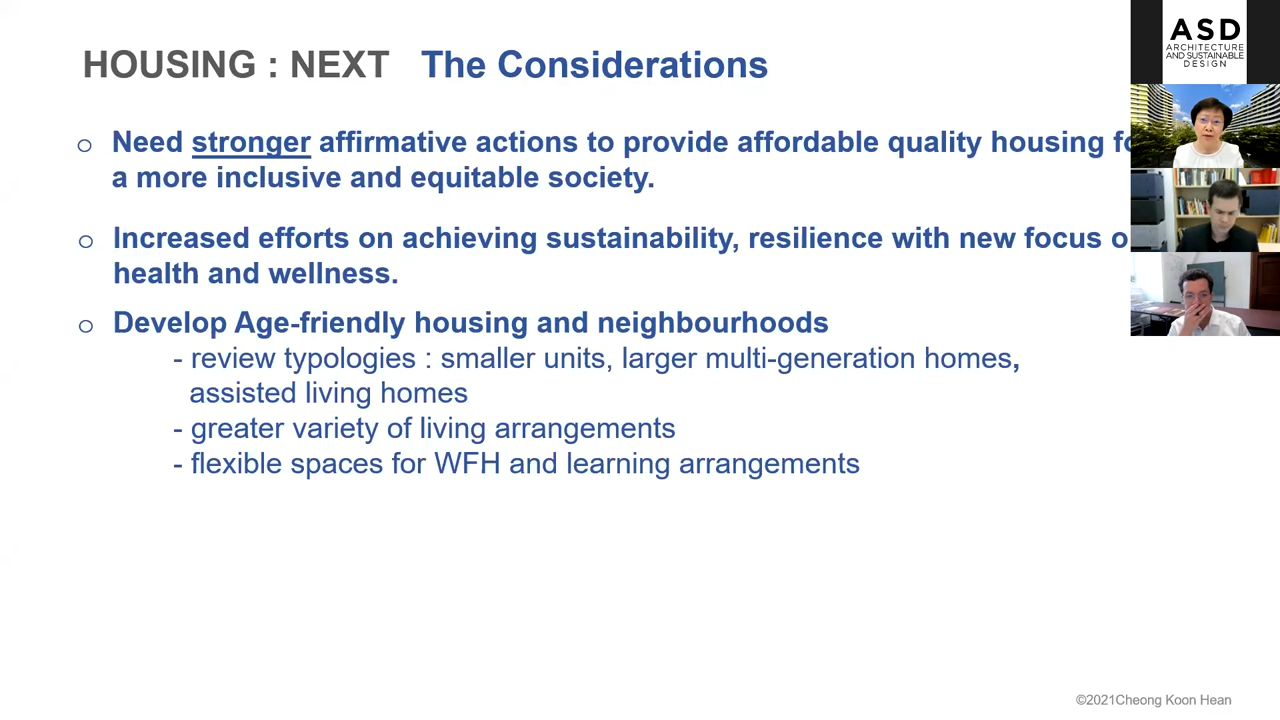 HOUSING : NEXT The Considerations
o Need stronger affirmative actions to provide affordable quality housing
a more inclusive and equitable society.
o Increased efforts on achieving sustainability, resilience with new focus
health and wellness.
o Develop Age-friendly housing and neighbourhoods
- review typologies : smaller units, larger multi-generation homes,
assisted living homes
- greater variety of living arrangements
- flexible spaces for WFH and learning arrangements
ASD
ARCHITECTURE
AND SUSTAINABLE
DESIGN
©2021Cheong Koon Hean